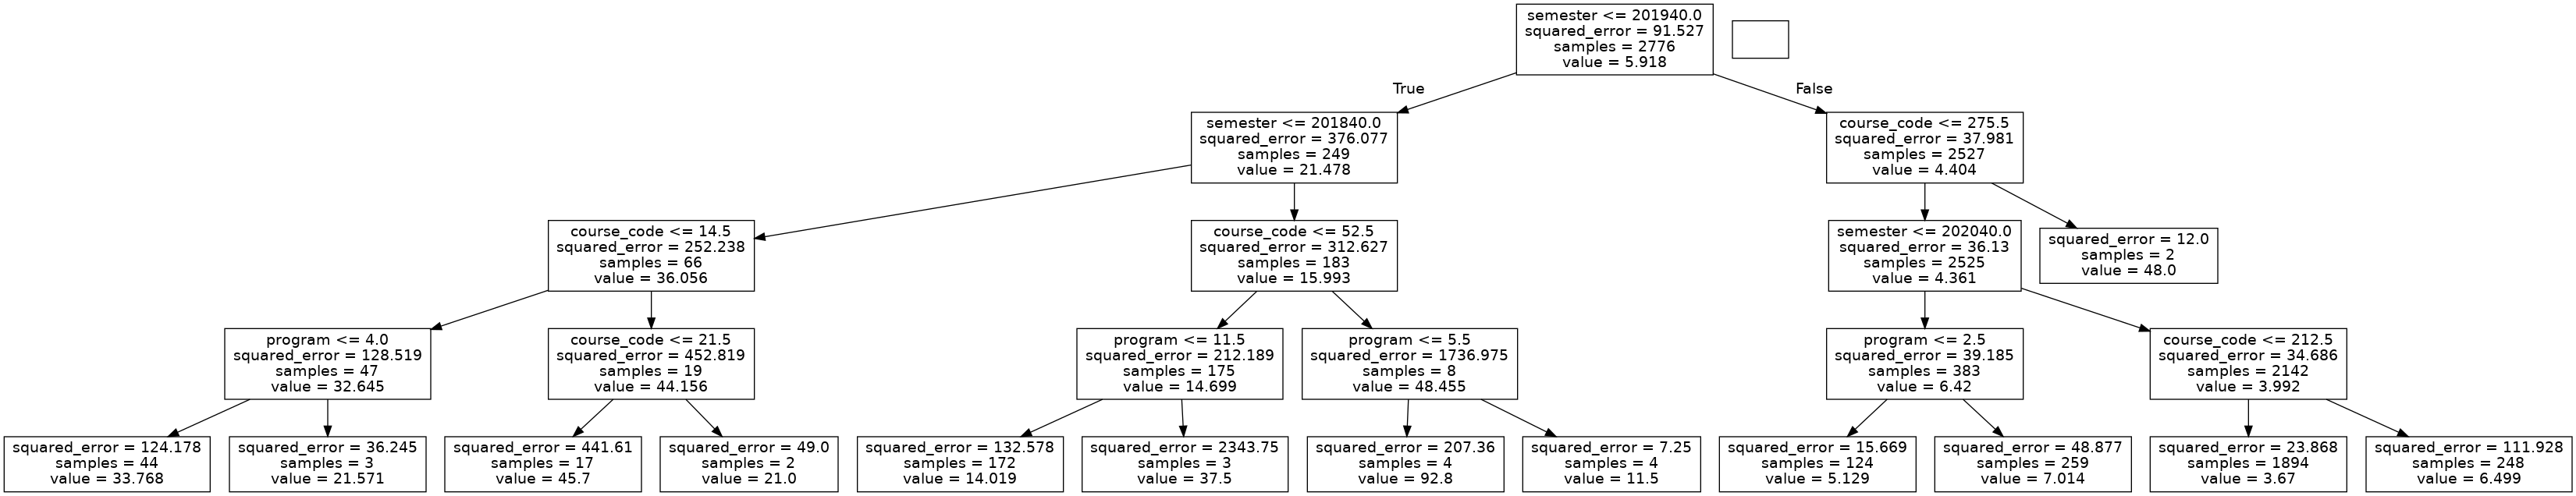 semester <= 201940.0
squared_error = 91.527
samples = 2776
value = 5.918
True
False
semester <= 201840.0
squared_error = 376.077
samples = 249
value = 21.478
course_code <= 275.5
squared_error = 37.981
samples = 2527
value = 4.404
course_code <= 14.5
squared_error = 252.238
samples = 66
value = 36.056
course_code <= 52.5
squared_error = 312.627
samples = 183
value = 15.993
semester <= 202040.0
squared_error = 36.13
samples = 2525
value = 4.361
squared_error = 12.0
samples = 2
value = 48.0
program <= 4.0
squared_error = 128.519
samples = 47
value = 32.645
course_code <= 21.5
squared_error = 452.819
samples = 19
value = 44.156
program <= 11.5
squared_error = 212.189
samples = 175
value = 14.699
program <= 5.5
squared_error = 1736.975
samples = 8
value = 48.455
program <= 2.5
squared_error = 39.185
samples = 383
value = 6.42
course_code <= 212.5
squared_error = 34.686
samples = 2142
value = 3.992
squared_error = 124.178
samples = 44
value = 33.768
squared_error = 36.245
samples = 3
value = 21.571
squared_error = 441.61
samples = 17
value = 45.7
squared_error = 49.0
samples = 2
value = 21.0
squared_error = 132.578
samples = 172
value = 14.019
squared_error = 2343.75
samples = 3
value = 37.5
squared_error = 207.36
samples = 4
value = 92.8
squared_error = 7.25
samples = 4
value = 11.5
squared_error = 15.669
samples = 124
value = 5.129
squared_error = 48.877
samples = 259
value = 7.014
squared_error = 23.868
samples = 1894
value = 3.67
squared_error = 111.928
samples = 248
value = 6.499